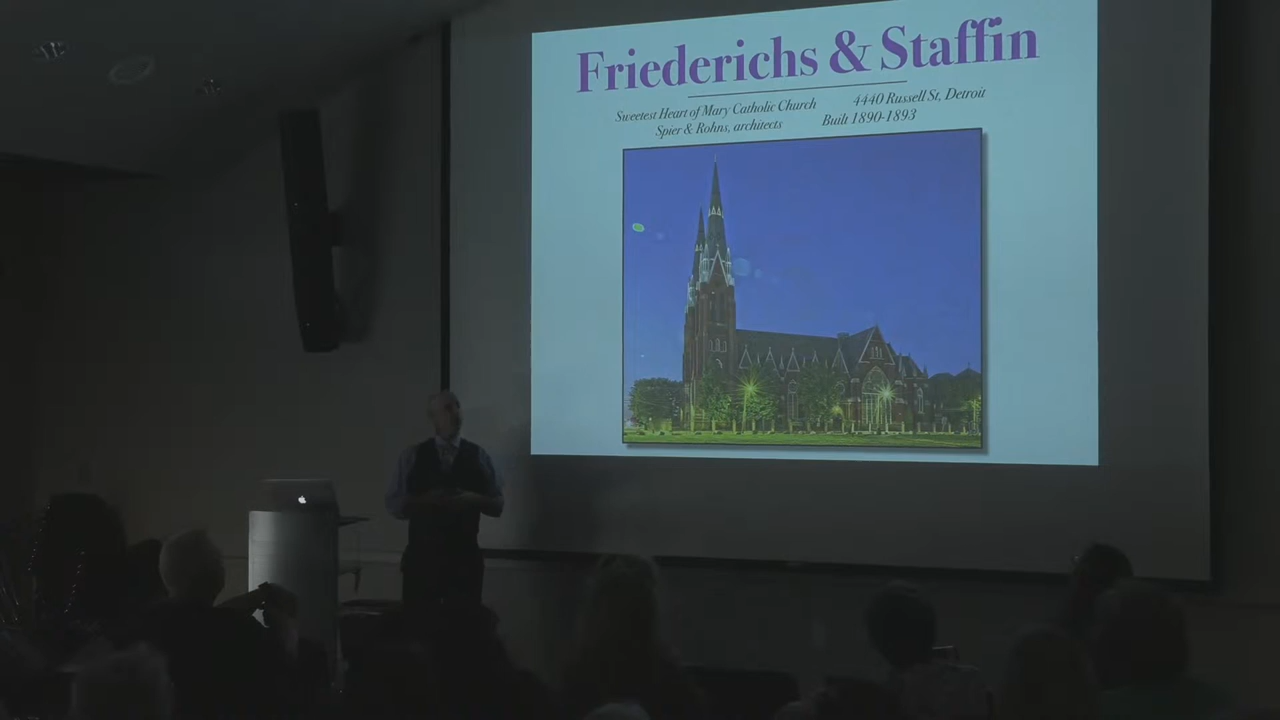 Friederichs & Staffin
Sweetest Heart of Mary Catholic Church 4440 Russell St, Detroit
Spier & Rohns, architects Built 1890-1893